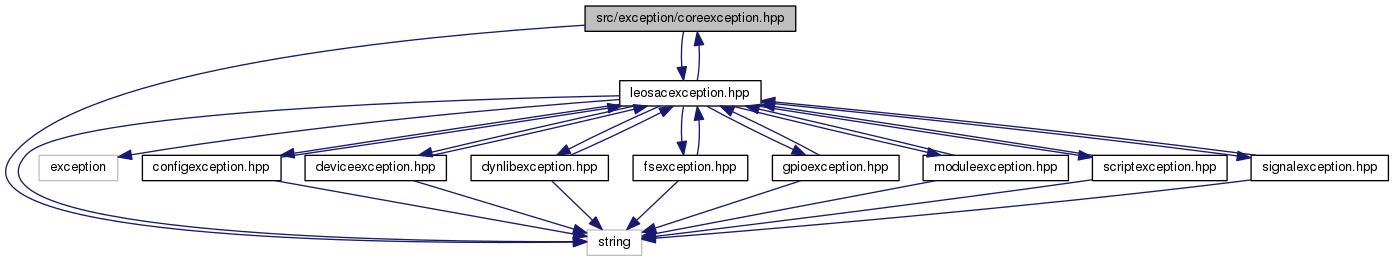 src/exception/coreexception.hpp
leosacexception.hpp
exception
configexception.hpp
deviceexception.hpp
dynlibexception.hpp
fsexception.hpp
gpioexception.hpp
moduleexception.hpp
scriptexception.hpp
signalexception.hpp
string